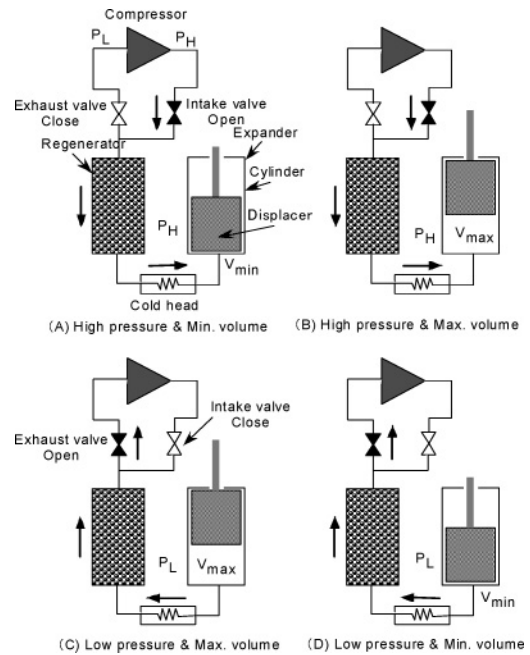 Compressor
PL
PH
Exhaust valve
Close
Intake valve
Open
Regenerator
Expander
Cylinder
Displacer
PH
Vmin
Cold head
(A) High pressure & Min. volume
PH
Vmax
(B) High pressure & Max. volume
Exhaust valve
Open
Intake valve
Close
PL
Vmax
(C) Low pressure & Max. volume
PL
Vmin
(D) Low pressure & Min. volume